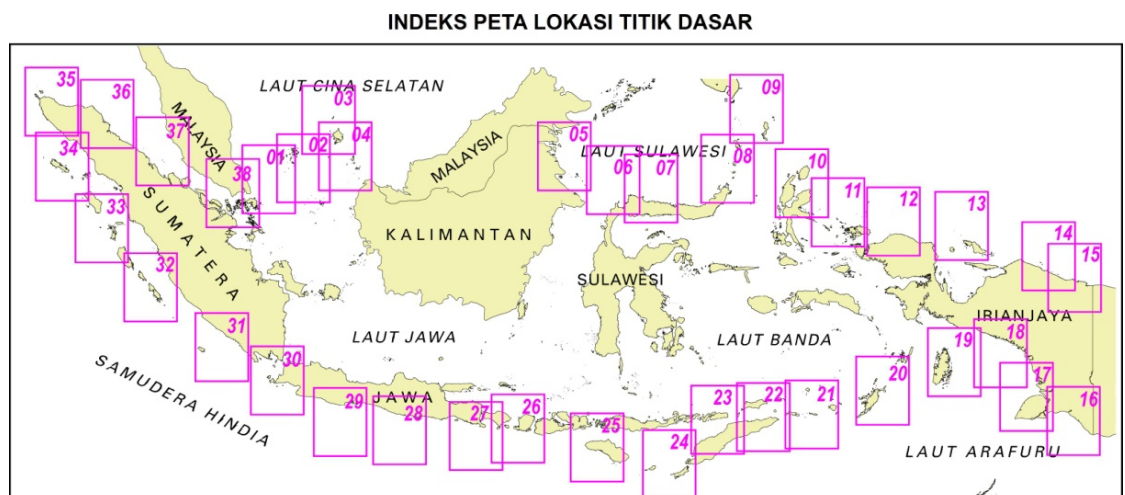 INDEKS PETA LOKASI TITIK DASAR
35
36
37
38
34
33
32
31
30
29
28
27
26
25
24
23
22
21
20
19
18
17
16
15
14
13
12
11
10
09
08
07
06
05
04
03
02
01
LAUT CINA SELATAN
MALAYSIA
MALAYSIA
LAUT SULAWESI
SUMATERA
KALIMANTAN
SULAWESI
IRIANJAYA
LAUT JAWA
LAUT BANDA
SAMUDERA HINDIA
JAWA
LAUT ARAFURU